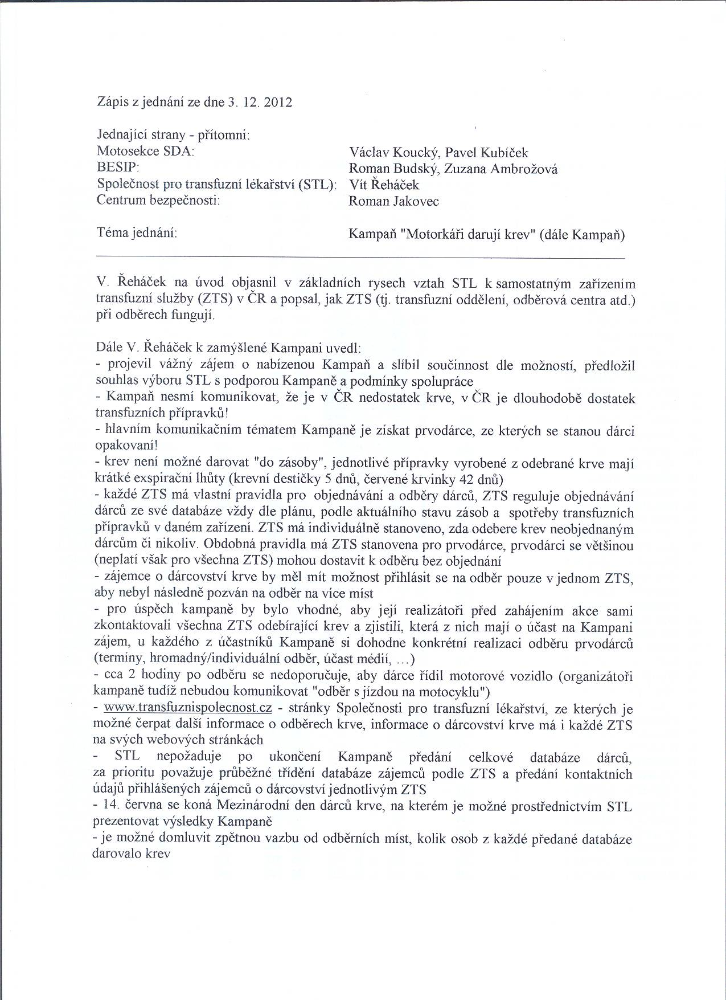 Zápis z jednání ze dne 3. 12. 2012
Jednající strany - přítomni:
Motosekce SDA: Václav Koucký, Pavel Kubíček
BESIP: Roman Budský, Zuzana Ambrožová
Společnost pro transfuzní lékařství (STL): Vít Řeháček
Centrum bezpečnosti: Roman Jakovec
Téma jednání: Kampaň "Motorkáři darují krev" (dále Kampaň)
V. Řeháček na úvod objasnil v základních rysech vztah STL k samostatným zařízením
transfuzní služby (ZTS) v ČR a popsal, jak ZTS (tj. transfuzní oddělení, odběrová centra atd.)
při odběrech fungují.
Dále V. Řeháček k zamýšlené Kampani uvedl:
- projevil vážný zájem o nabízenou Kampaň a slíbil součinnost dle možností, předložil
souhlas výboru STL s podporou Kampaně a podmínky spolupráce
- Kampaň nesmí komunikovat, že je v ČR nedostatek krve, v ČR je dlouhodobě dostatek
transfuzních přípravků!
- hlavním komunikačním tématem Kampaně je získat prvodárce, ze kterých se stanou dárci
opakovaní!
- krev není možné darovat "do zásoby", jednotlivé přípravky vyrobené z odebrané krve mají
krátké exspirační lhůty (krevní destičky 5 dnů, červené krvinky 42 dnů)
- každé ZTS má vlastní pravidla pro objednávání a odběry dárců, ZTS reguluje objednávání
dárců ze své databáze vždy dle plánu, podle aktuálního stavu zásob a spotřeby transfuzních
přípravků v daném zařízení. ZTS má individuálně stanoveno, zda odebere krev neobjednaným
dárcům či nikoliv. Obdobná pravidla má ZTS stanovena pro prvodárce, prvodárci se většinou
(neplatí však pro všechna ZTS) mohou dostavit k odběru bez objednání
- zájemce o dárcovství krve by měl mít možnost přihlásit se na odběr pouze v jednom ZTS,
aby nebyl následně pozván na odběr na více míst
- pro úspěch kampaně by bylo vhodné, aby její realizátoři před zahájením akce sami
zkontaktovali všechna ZTS odebírající krev a zjistili, která z nich mají o účast na Kampani
zájem, u každého z účastníků Kampaně si dohodne konkrétní realizaci odběru prvodárců
(termíny, hromadný/individuální odběr, účast médií, ...)
- cca 2 hodiny po odběru se nedoporučuje, aby dárce řídil motorové vozidlo (organizátoři
kampaně tudíž nebudou komunikovat "odběr s jízdou na motocyklu")
- www.transfuznispolecnost.cz - stránky Společnosti pro transfuzní lékařství, ze kterých je
možné čerpat další informace o odběrech krve, informace o dárcovství krve má i každé ZTS
na svých webových stránkách
- STL nepožaduje po ukončení Kampaně předání celkové databáze dárců,
za prioritu považuje průběžné třídění databáze zájemců podle ZTS a předání kontaktních
údajů přihlášených zájemců o dárcovství jednotlivým ZTS
- 14. června se koná Mezinárodní den dárců krve, na kterém je možné prostřednictvím STL
prezentovat výsledky Kampaně
- je možné domluvit zpětnou vazbu od odběrních míst, kolik osob z každé předané databáze
darovalo krev